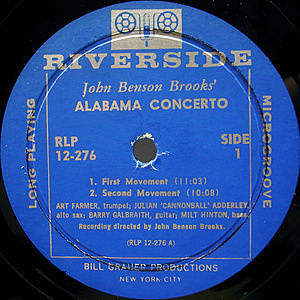 RIVERSIDE
John Benson Brooks'
ALABAMA CONCERTO
RLP
12-276
SIDE
1
LONG PLAYING
MICROGROOVE
1. First Movement (11:03)
2. Second Movement (10:08)
ART FARMER, trumpet; JULIAN 'CANNONBALL' ADDERLEY,
alto sax; BARRY GALBRAITH, guitar; MILT HINTON, bass.
Recording directed by John Benson Brooks.
(RLP 12-276 A)
BILL GRAUER PRODUCTIONS
NEW YORK CITY